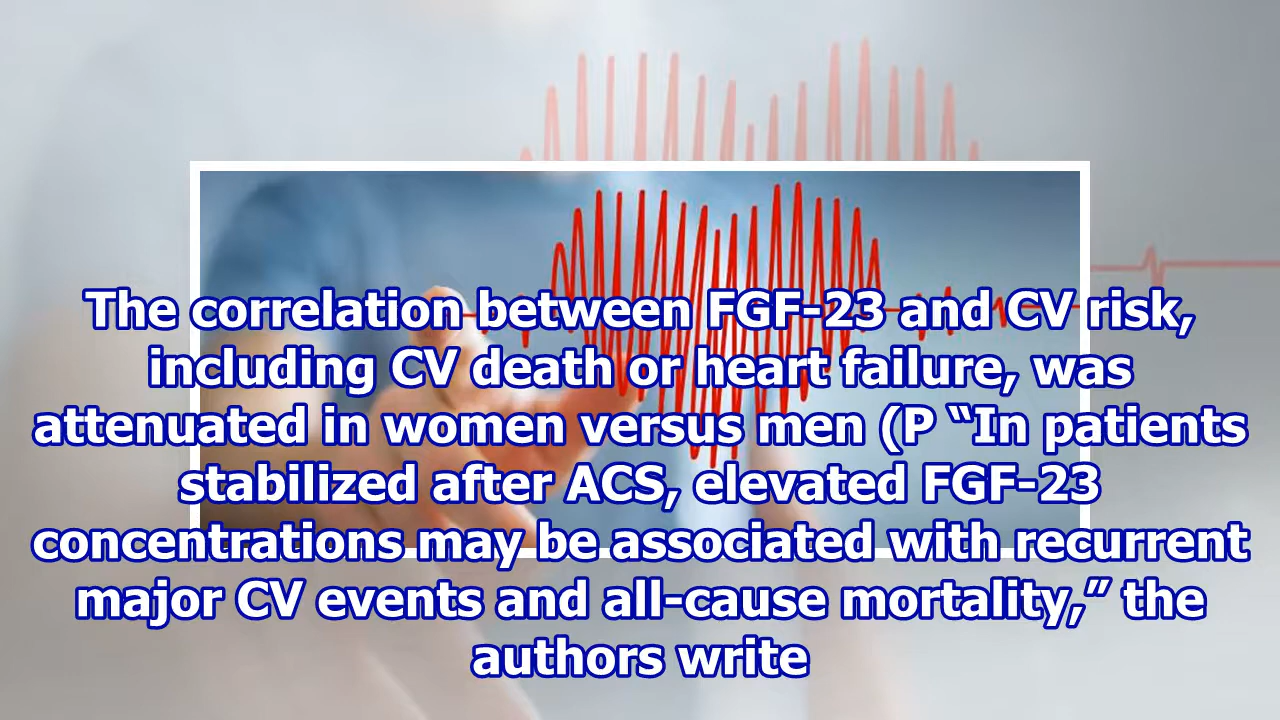 The correlation between FGF-23 and CV risk,
including CV death or heart failure, was
attenuated in women versus men (P “In patients
stabilized after ACS, elevated FGF-23
concentrations may be associated with recurrent
major CV events and all-cause mortality,” the
authors write